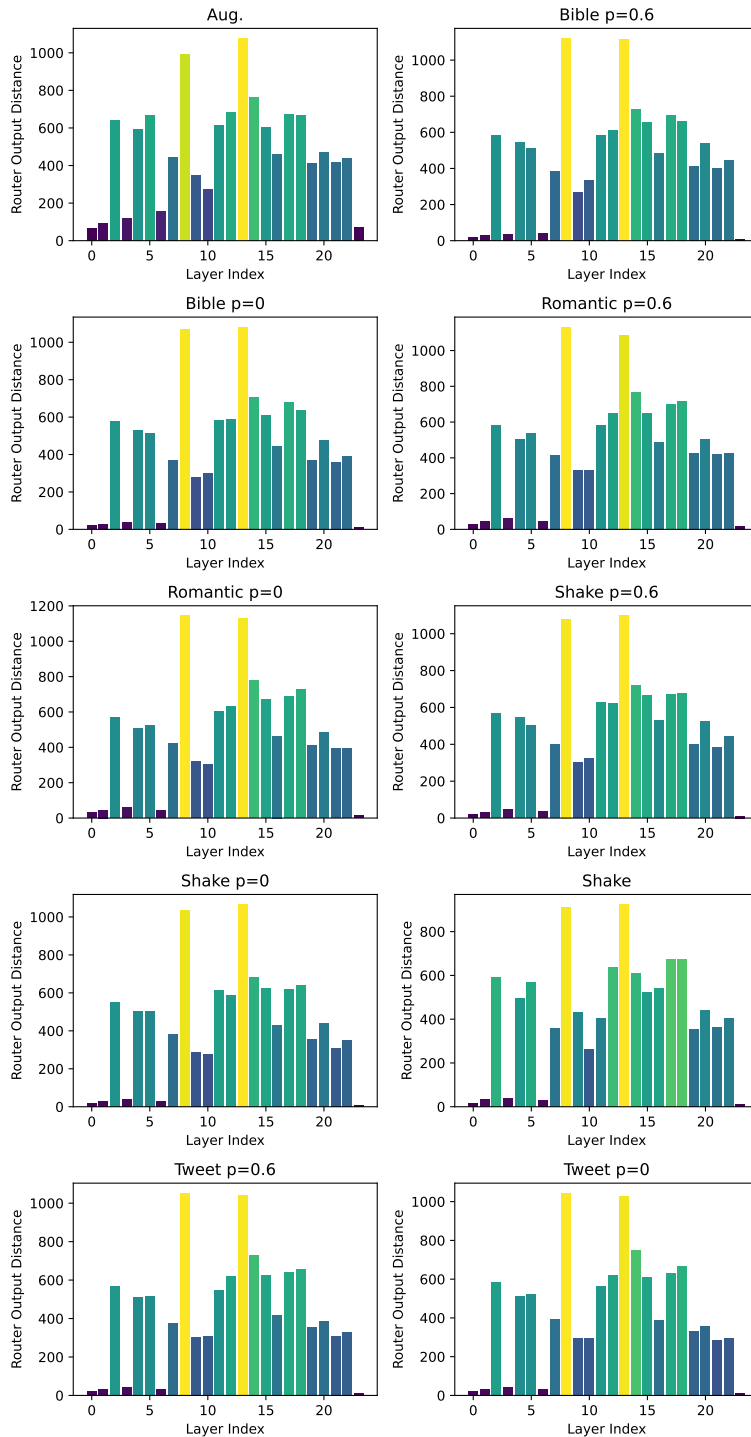 Aug.
Router Output Distance
1000
800
600
400
200
0
0 5 10 15 20
Layer Index
Bible p=0.6
Router Output Distance
1000
800
600
400
200
0
0 5 10 15 20
Layer Index
Bible p=0
Router Output Distance
1000
800
600
400
200
0
0 5 10 15 20
Layer Index
Romantic p=0.6
Router Output Distance
1000
800
600
400
200
0
0 5 10 15 20
Layer Index
Romantic p=0
Router Output Distance
1200
1000
800
600
400
200
0
0 5 10 15 20
Layer Index
Shake p=0.6
Router Output Distance
1000
800
600
400
200
0
0 5 10 15 20
Layer Index
Shake p=0
Router Output Distance
1000
800
600
400
200
0
0 5 10 15 20
Layer Index
Shake
Router Output Distance
800
600
400
200
0
0 5 10 15 20
Layer Index
Tweet p=0.6
Router Output Distance
1000
800
600
400
200
0
0 5 10 15 20
Layer Index
Tweet p=0
Router Output Distance
1000
800
600
400
200
0
0 5 10 15 20
Layer Index